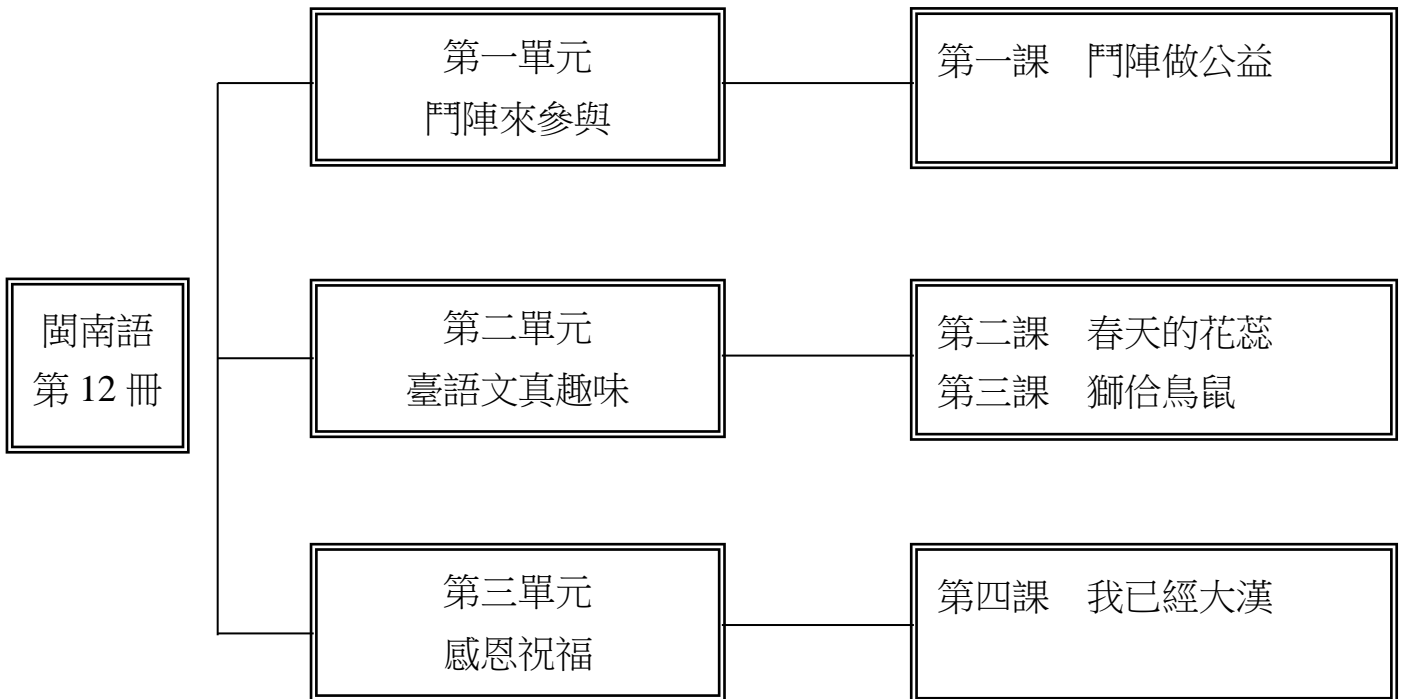 閩南語
第 12 冊
第一單元
鬥陣來參與
第一課　鬥陣做公益
第二單元
臺語文真趣味
第二課　春天的花蕊
第三課　獅佮鳥鼠
第三單元
感恩祝福
第四課　我已經大漢